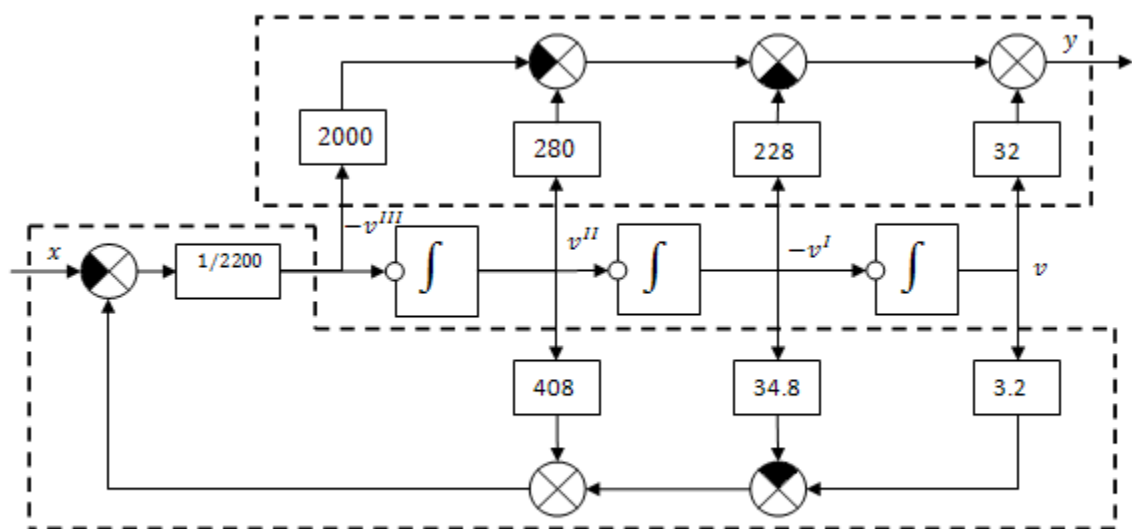 y
2000
280
228
32
x
1/2200
−v^{III}
∫
v^{II}
∫
−v^{I}
∫
v
408
34.8
3.2